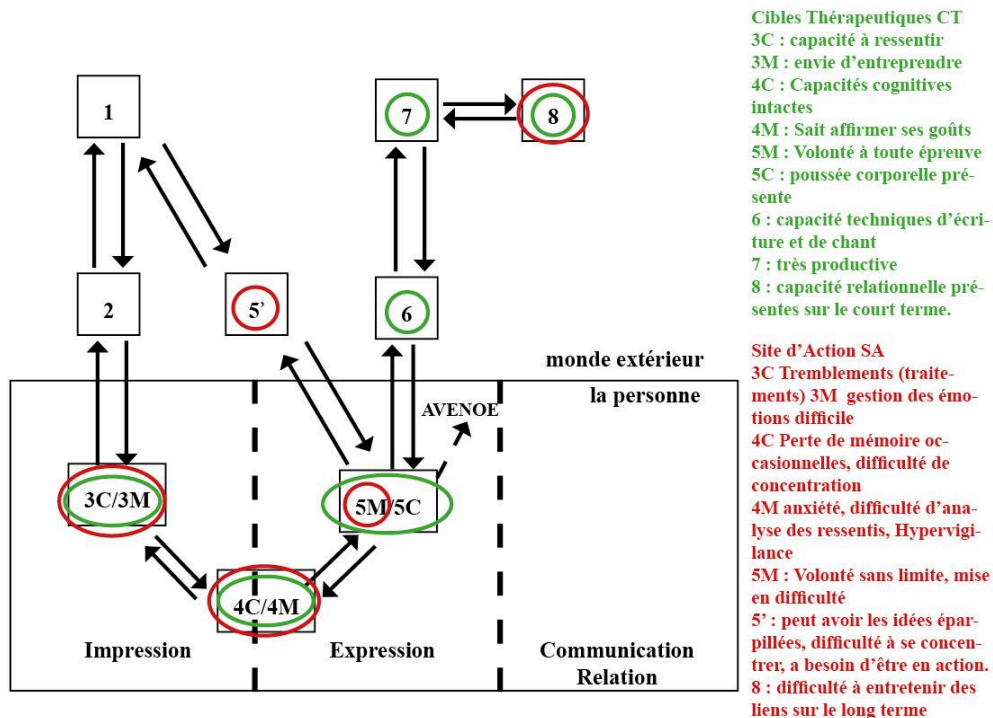 1
7
8
2
5'
6
monde extérieur
la personne
AVENOE
3C/3M
5M/5C
4C/4M
Impression
Expression
Communication
Relation
Cibles Thérapeutiques CT
3C : capacité à ressentir
3M : envie d'entreprendre
4C : Capacités cognitives
intactes
4M : Sait affirmer ses goûts
5M : Volonté à toute épreuve
5C : poussée corporelle pré-
sente
6 : capacité techniques d'écri-
ture et de chant
7 : très productive
8 : capacité relationnelle pré-
sentes sur le court terme.
Site d'Action SA
3C Tremblements (traite-
ments) 3M gestion des émo-
tions difficile
4C Perte de mémoire oc-
casionnelles, difficulté de
concentration
4M anxiété, difficulté d'ana-
lyse des ressentis, Hypervigi-
lance
5M : Volonté sans limite, mise
en difficulté
5' : peut avoir les idées épar-
pillées, difficulté à se concen-
trer, a besoin d'être en action.
8 : difficulté à entretenir des
liens sur le long terme